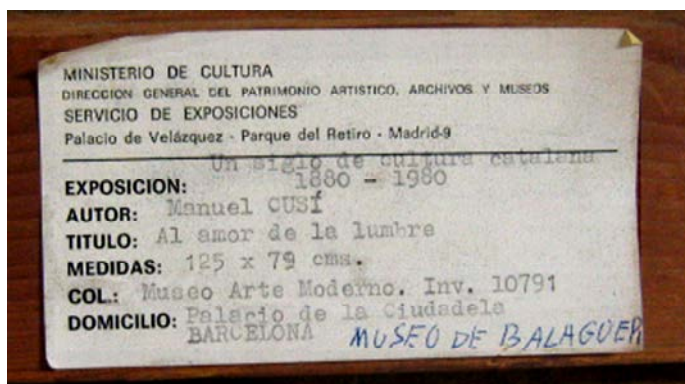 MINISTERIO DE CULTURA
DIRECCION GENERAL DEL PATRIMONIO ARTISTICO, ARCHIVOS Y MUSEOS
SERVICIO DE EXPOSICIONES
Palacio de Velázquez - Parque del Retiro - Madrid-9
Un siglo de cultura catalana
EXPOSICION: 1880 - 1980
AUTOR: Manuel CUSÍ
TITULO: Al amor de la lumbre
MEDIDAS: 125 x 79 cms.
COL.: Museo Arte Moderno. Inv. 10791
DOMICILIO: Palacio de la Ciudadela
BARCELONA MUSEO DE BALAGUER